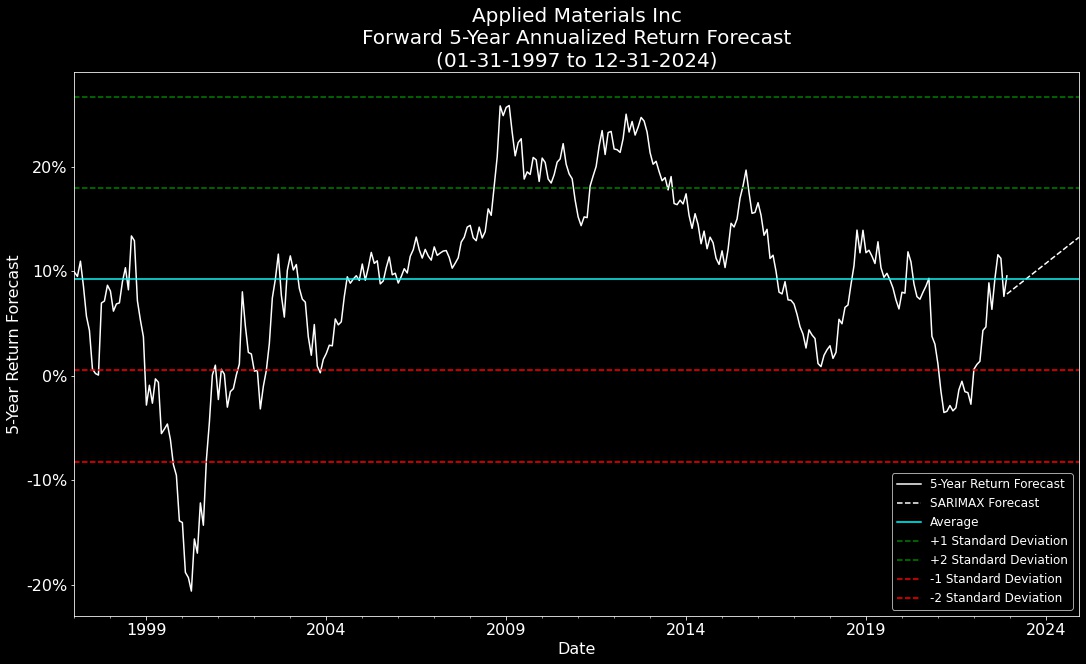 Applied Materials Inc
Forward 5-Year Annualized Return Forecast
(01-31-1997 to 12-31-2024)
5-Year Return Forecast
20%
10%
0%
-10%
-20%
5-Year Return Forecast
SARIMAX Forecast
Average
+1 Standard Deviation
+2 Standard Deviation
-1 Standard Deviation
-2 Standard Deviation
1999
2004
2009
2014
2019
2024
Date